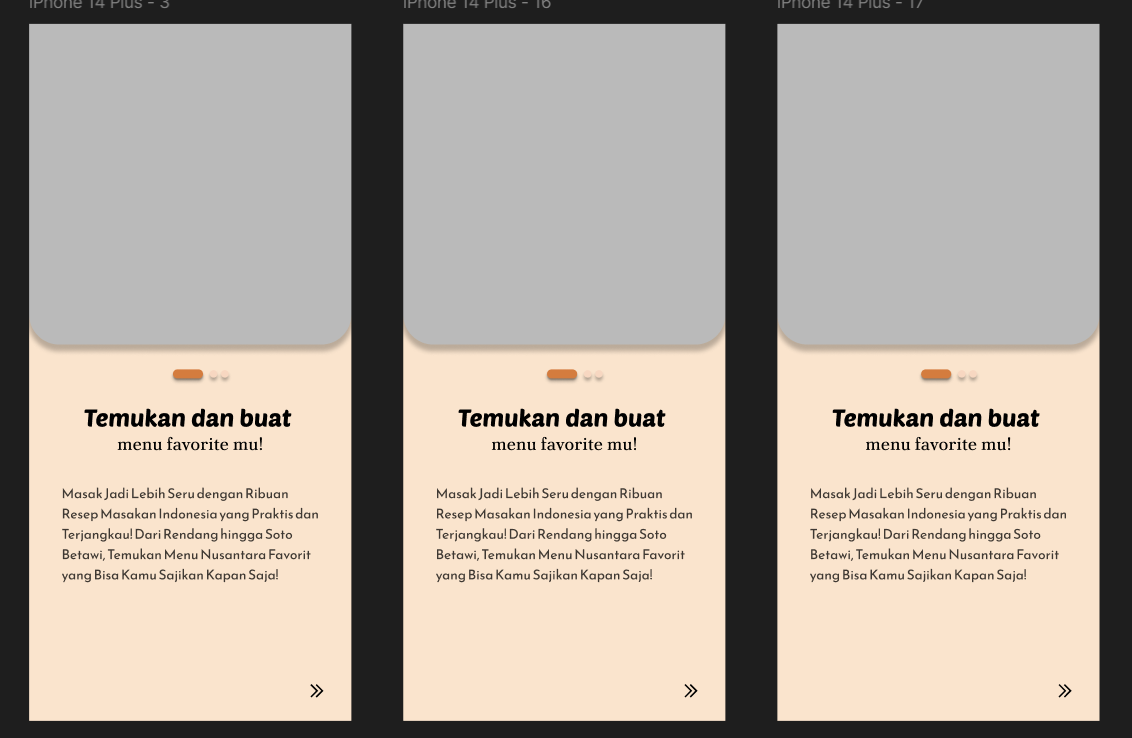 iPhone 14 Plus - 3
iPhone 14 Plus - 16
iPhone 14 Plus - 17
Temukan dan buat
menu favorite mu!
Masak Jadi Lebih Seru dengan Ribuan
Resep Masakan Indonesia yang Praktis dan
Terjangkau! Dari Rendang hingga Soto
Betawi, Temukan Menu Nusantara Favorit
yang Bisa Kamu Sajikan Kapan Saja!
Temukan dan buat
menu favorite mu!
Masak Jadi Lebih Seru dengan Ribuan
Resep Masakan Indonesia yang Praktis dan
Terjangkau! Dari Rendang hingga Soto
Betawi, Temukan Menu Nusantara Favorit
yang Bisa Kamu Sajikan Kapan Saja!
Temukan dan buat
menu favorite mu!
Masak Jadi Lebih Seru dengan Ribuan
Resep Masakan Indonesia yang Praktis dan
Terjangkau! Dari Rendang hingga Soto
Betawi, Temukan Menu Nusantara Favorit
yang Bisa Kamu Sajikan Kapan Saja!